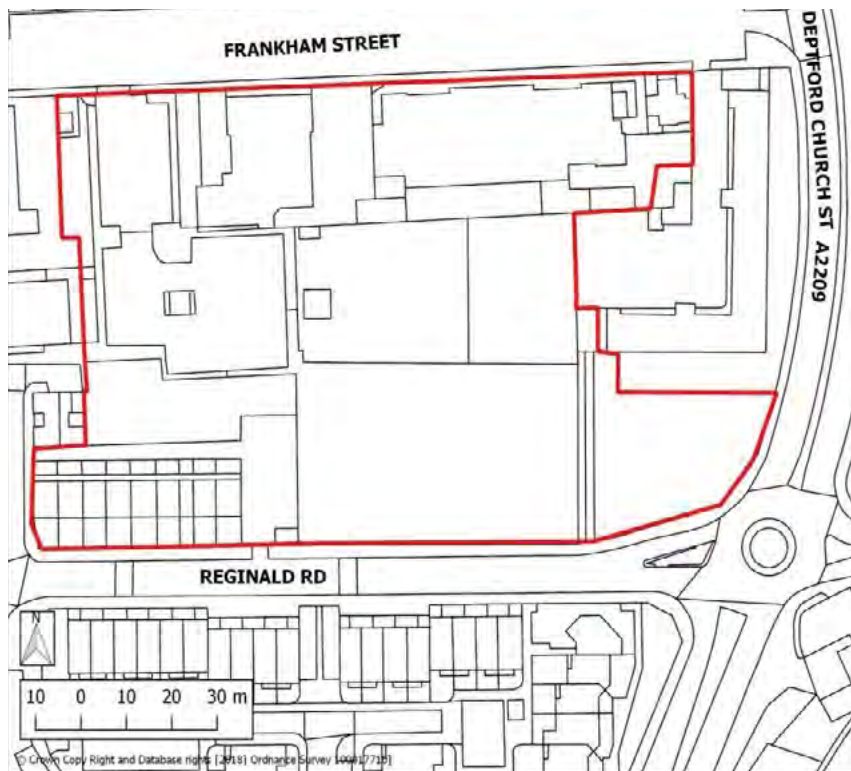 FRANKHAM STREET
DEPTFORD CHURCH ST A2209
REGINALD RD
N
10 0 10 20 30 m
© Crown Copy Right and Database rights [2018] Ordnance Survey